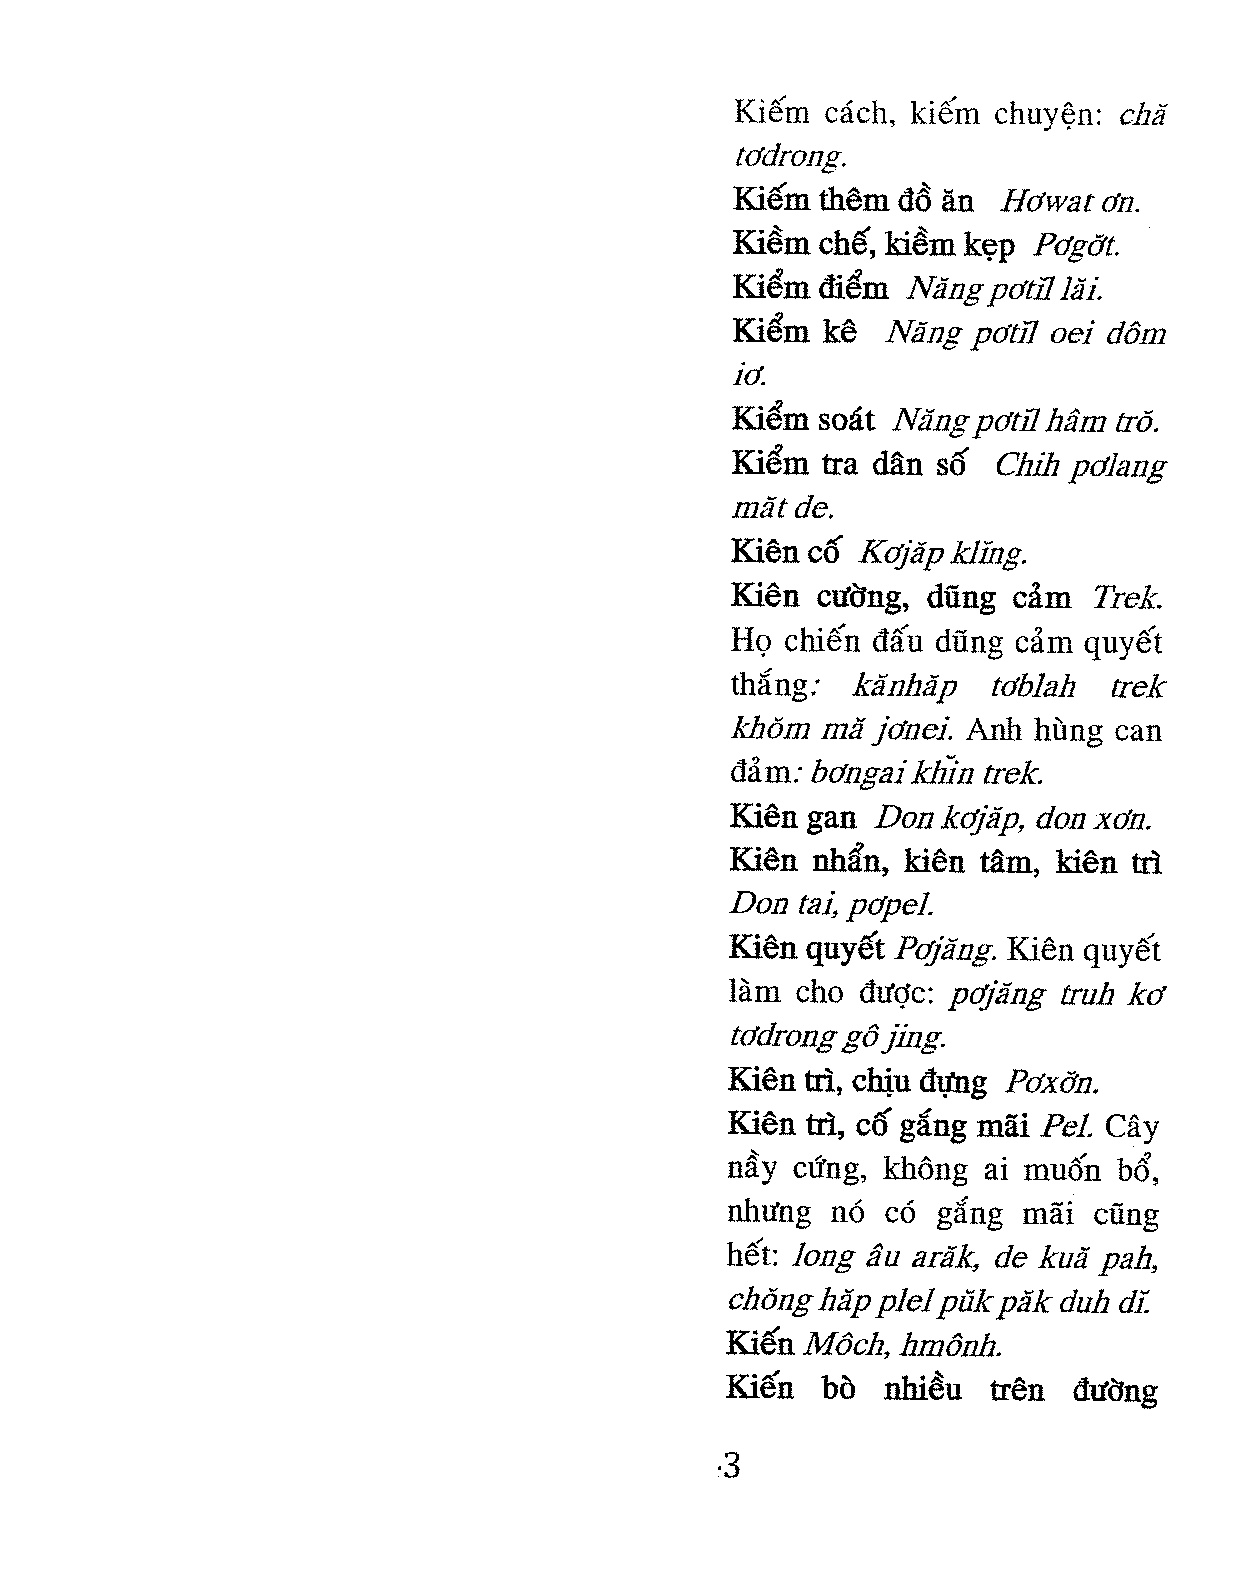 Kiếm cách, kiếm chuyện: chă
tơdrong.
Kiếm thêm đồ ăn Hơwat ơn.
Kiềm chế, kiềm kẹp Pơgơ̆t.
Kiểm điểm Năng pơtĭl lăi.
Kiểm kê Năng pơtĭl oei dôm
iơ.
Kiểm soát Năng pơtĭl hâm trŏ.
Kiểm tra dân số Chih pơlang
măt de.
Kiên cố Kơjăp klĭng.
Kiên cường, dũng cảm Trek.
Họ chiến đấu dũng cảm quyết
thắng: kănhăp tơblah trek
khŏm mă jơnei. Anh hùng can
đảm: bơngai khĭn trek.
Kiên gan Don kơjăp, don xơn.
Kiên nhẩn, kiên tâm, kiên trì
Don tai, pơpel.
Kiên quyết Pơjăng. Kiên quyết
làm cho được: pơjăng truh kơ
tơdrong gô jing.
Kiên trì, chịu đựng Pơxơ̆n.
Kiên trì, cố gắng mãi Pel. Cây
nầy cứng, không ai muốn bổ,
nhưng nó có gắng mãi cũng
hết: long âu arăk, de kuă pah,
chŏng hăp plel pŭk păk duh dĭ.
Kiến Môch, hmônh.
Kiến bò nhiều trên đường
3